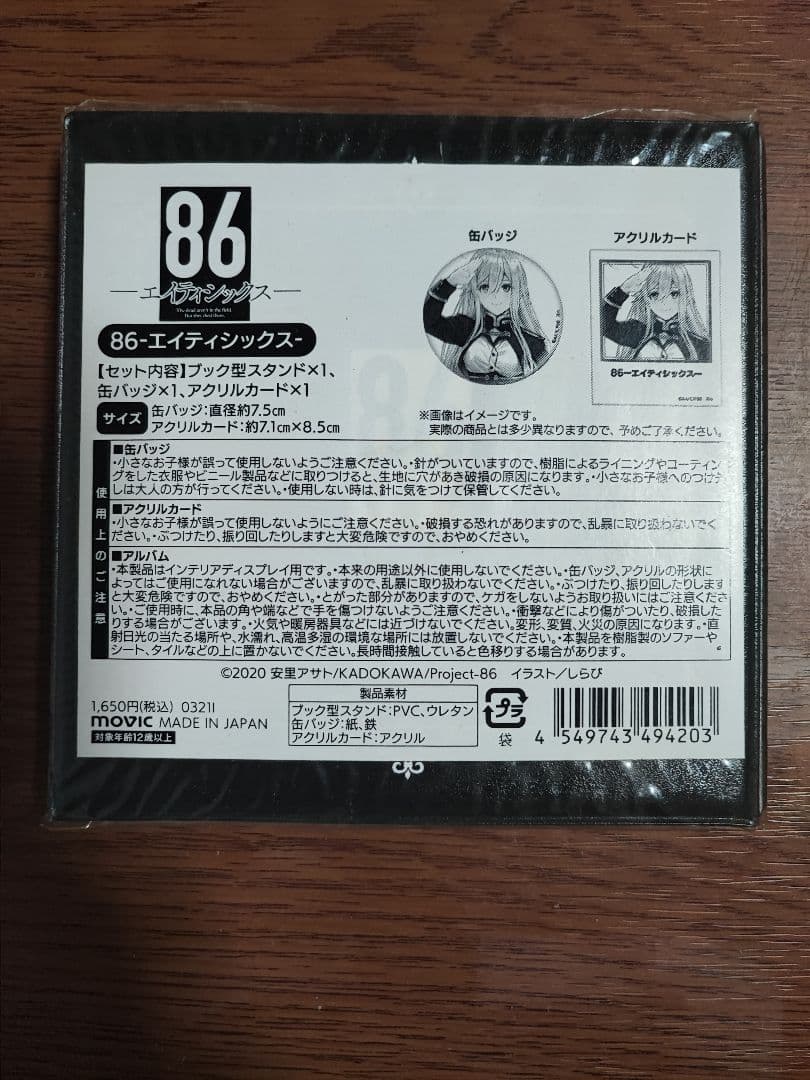 86
―エイティシックス―
The dead aren't in the field.
But they died there.
86-エイティシックス-
【セット内容】ブック型スタンド×1、
缶バッジ×1、アクリルカード×1
サイズ 缶バッジ:直径約7.5㎝
アクリルカード:約7.1㎝×8.5㎝
缶バッジ
アクリルカード
86―エイティシックス―
※画像はイメージです。
実際の商品とは多少異なりますので、予めご了承ください。
使用上のご注意
■缶バッジ
・小さなお子様が誤って使用しないようご注意ください。・針がついていますので、樹脂によるライニングやコーティン
グをした衣服やビニール製品などに取りつけると、生地に穴があき破損の原因になります。・小さなお子様へのつけ
しは大人の方が行ってください。・使用しない時は、針に気をつけて保管してください。
■アクリルカード
・小さなお子様が誤って使用しないようにご注意ください。・破損する恐れがありますので、乱暴に取り扱わないでく
ださい。・ぶつけたり、振り回したりしますと大変危険ですので、おやめください。
■アルバム
・本製品はインテリアディスプレイ用です。・本来の用途以外に使用しないでください。・缶バッジ、アクリルの形状に
よってはご使用になれない場合がございますので、乱暴に取り扱わないでください。・ぶつけたり、振り回したりします
と大変危険ですので、おやめください。・とがった部分がありますので、ケガをしないようお取り扱いにはご注意くださ
い。・ご使用時に、本品の角や端などで手を傷つけないようご注意ください。・衝撃などにより傷がついたり、破損した
りする場合がございます。・火気や暖房器具などには近づけないでください。変形、変質、火災の原因になります。・直
射日光の当たる場所や、水濡れ、高温多湿の環境な場所には放置しないでください。・本製品を樹脂製のソファーや
シート、タイルなどの上に置かないでください。長時間接触していると色移りする場合があります。
©2020 安里アサト/KADOKAWA/Project-86 イラスト/しらび
1,650円(税込) 0321I
movic MADE IN JAPAN
対象年齢12歳以上
製品素材
ブック型スタンド:PVC、ウレタン
缶バッジ:紙、鉄
アクリルカード:アクリル
プラ
袋
4 549743 494203